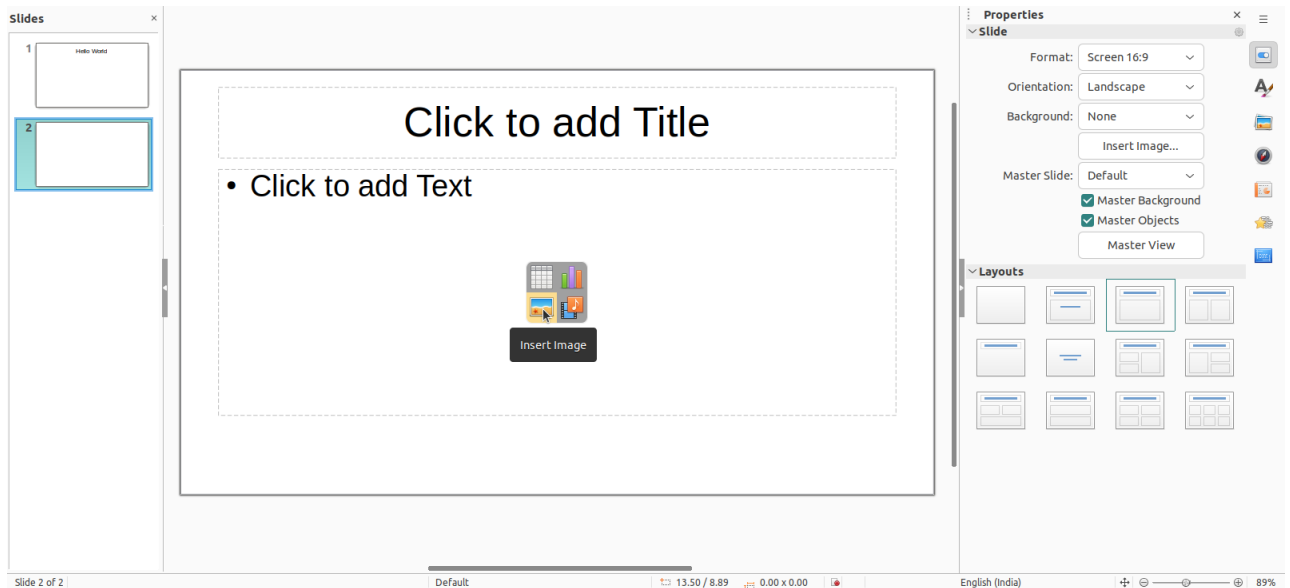 Slides
1
Hello World
2
Click to add Title
• Click to add Text
Insert Image
Properties
Slide
Format: Screen 16:9
Orientation: Landscape
Background: None
Insert Image...
Master Slide: Default
Master Background
Master Objects
Master View
Layouts
Slide 2 of 2
Default
13.50 / 8.89
0.00 x 0.00
English (India)
89%